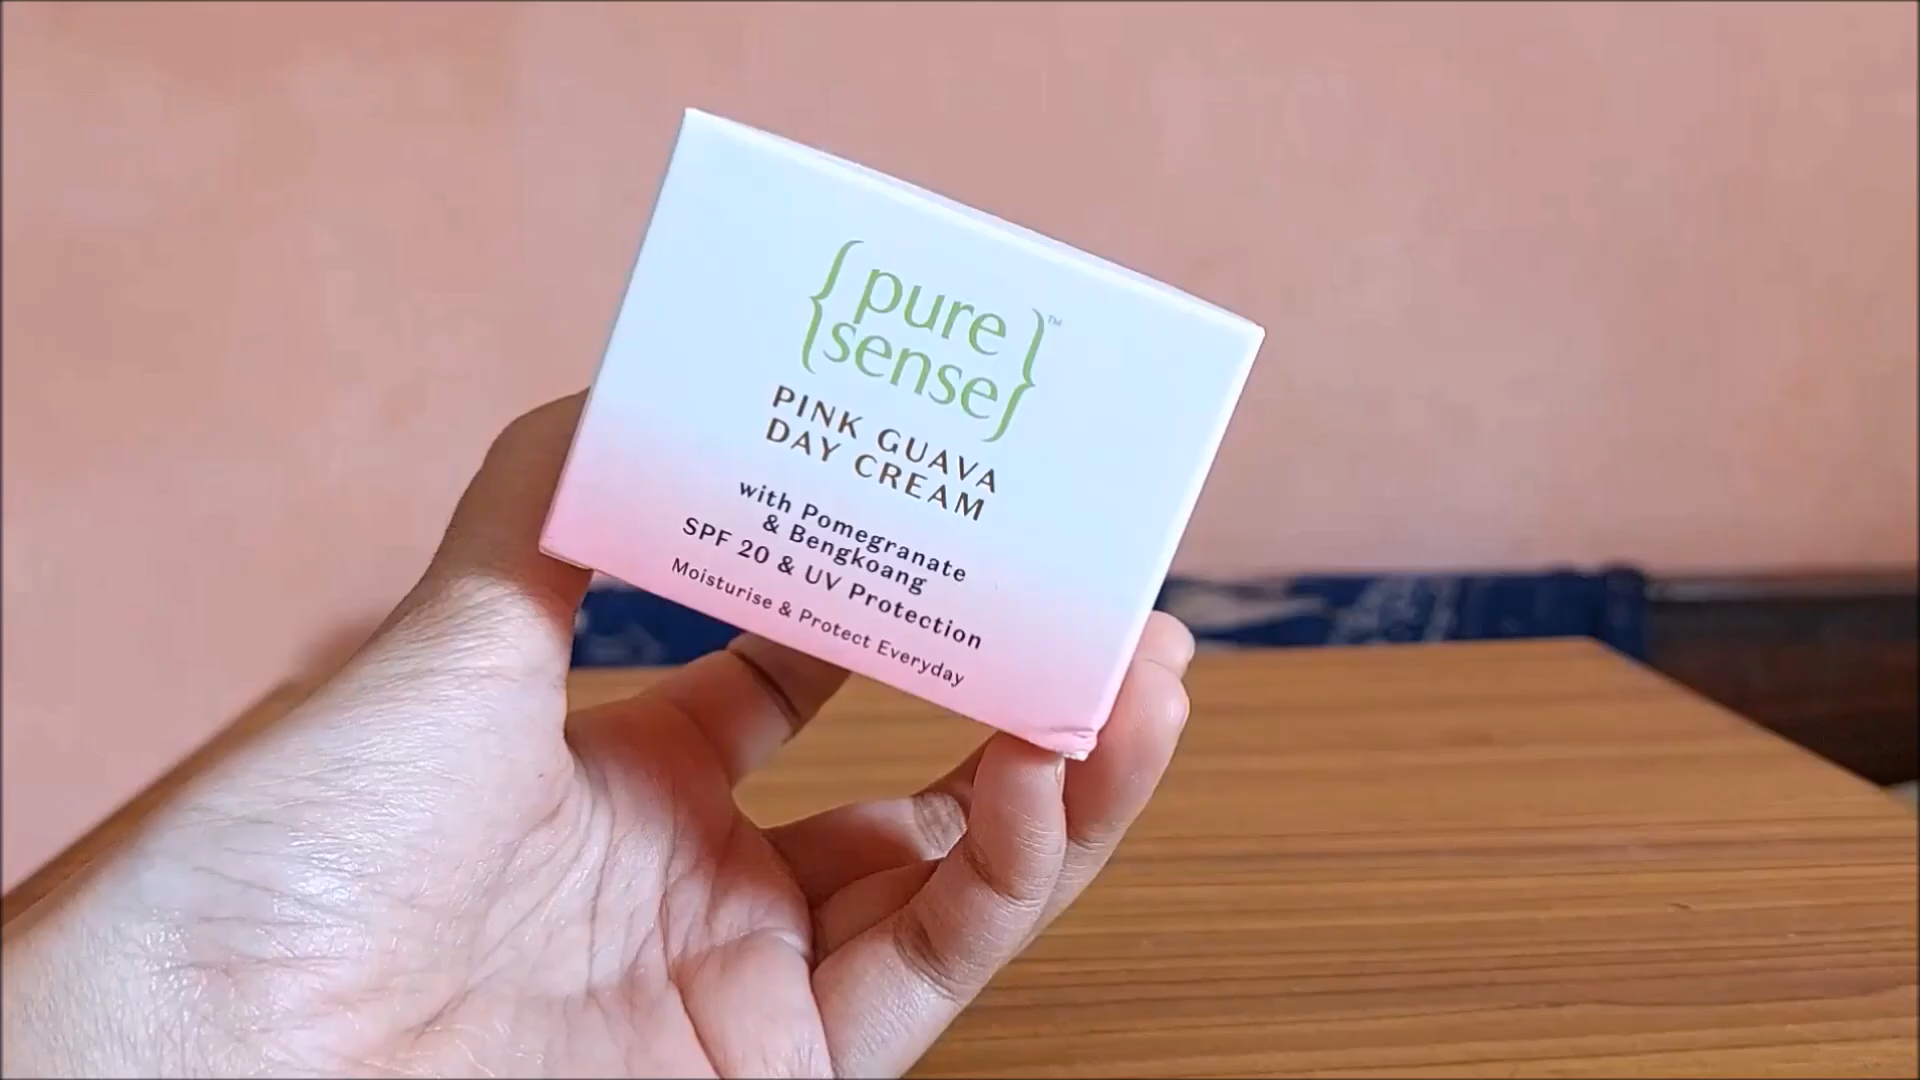 {pure
sense}™
PINK GUAVA
DAY CREAM
with Pomegranate
& Bengkoang
SPF 20 & UV Protection
Moisturise & Protect Everyday